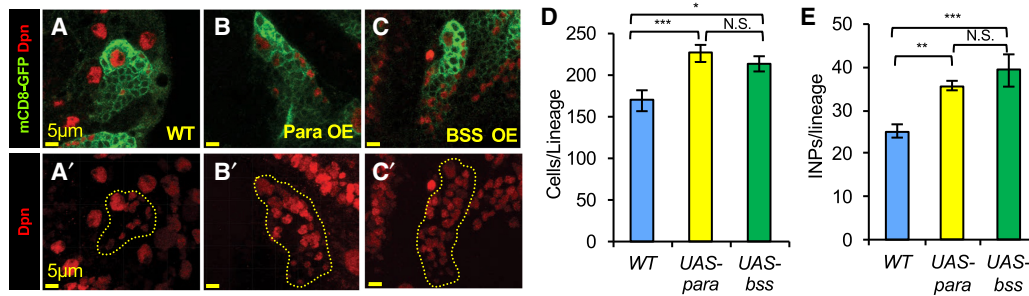 A
B
C
mCD8-GFP Dpn
5µm
WT
Para OE
BSS OE
A′
B′
C′
Dpn
5µm
D
*
***
N.S.
Cells/Lineage
250
200
150
100
50
0
WT
UAS-
para
UAS-
bss
E
***
N.S.
**
INPs/lineage
50
40
30
20
10
0
WT
UAS-
para
UAS-
bss